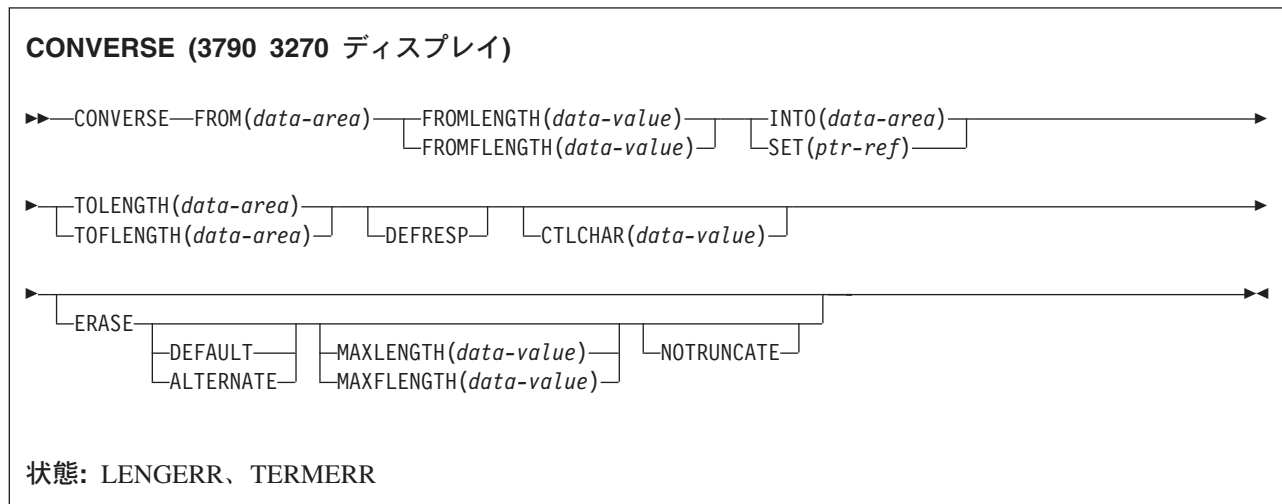 CONVERSE (3790 3270 ディスプレイ)
CONVERSE FROM(data-area) FROMLENGTH(data-value) INTO(data-area)
FROMFLENGTH(data-value) SET(ptr-ref)
TOLENGTH(data-area)
TOFLENGTH(data-area) DEFRESP CTLCHAR(data-value)
ERASE
DEFAULT MAXLENGTH(data-value) NOTRUNCATE
ALTERNATE MAXFLENGTH(data-value)
状態: LENGERR、TERMERR